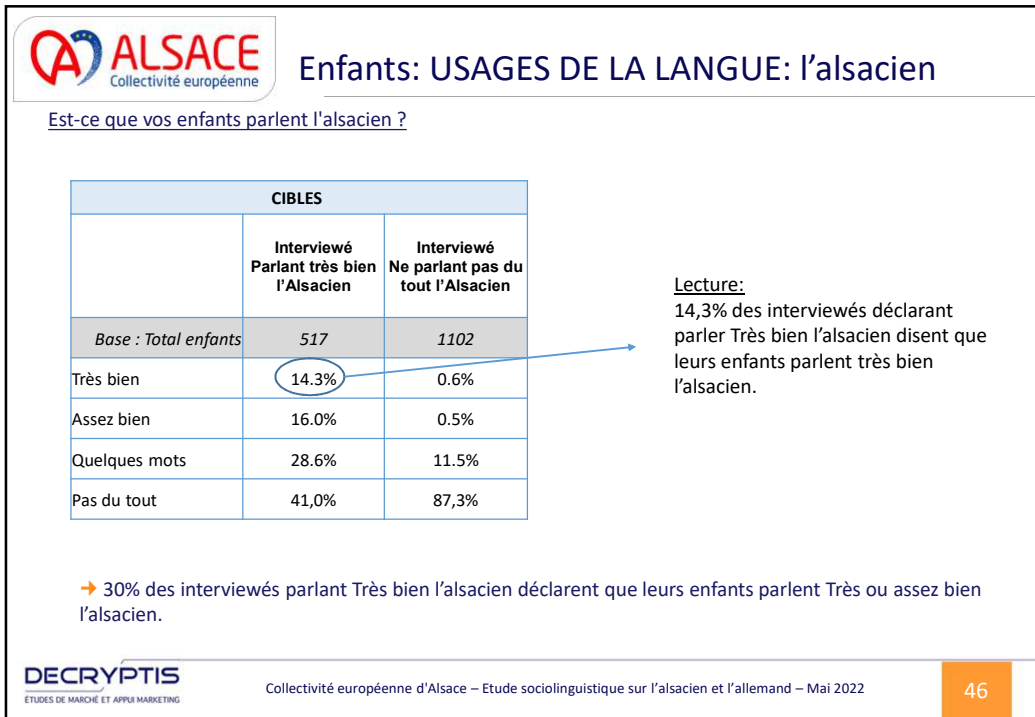 ALSACE
Collectivité européenne
Enfants: USAGES DE LA LANGUE: l’alsacien
Est-ce que vos enfants parlent l'alsacien ?
CIBLES
Interviewé Parlant très bien l’Alsacien
Interviewé Ne parlant pas du tout l’Alsacien
Base : Total enfants 517 1102
Très bien 14.3% 0.6%
Assez bien 16.0% 0.5%
Quelques mots 28.6% 11.5%
Pas du tout 41,0% 87,3%
Lecture:
14,3% des interviewés déclarant
parler Très bien l’alsacien disent que
leurs enfants parlent très bien
l’alsacien.
➔ 30% des interviewés parlant Très bien l’alsacien déclarent que leurs enfants parlent Très ou assez bien
l’alsacien.
DECRYPTIS
ÉTUDES DE MARCHÉ ET APPUI MARKETING
Collectivité européenne d'Alsace – Etude sociolinguistique sur l’alsacien et l’allemand – Mai 2022
46